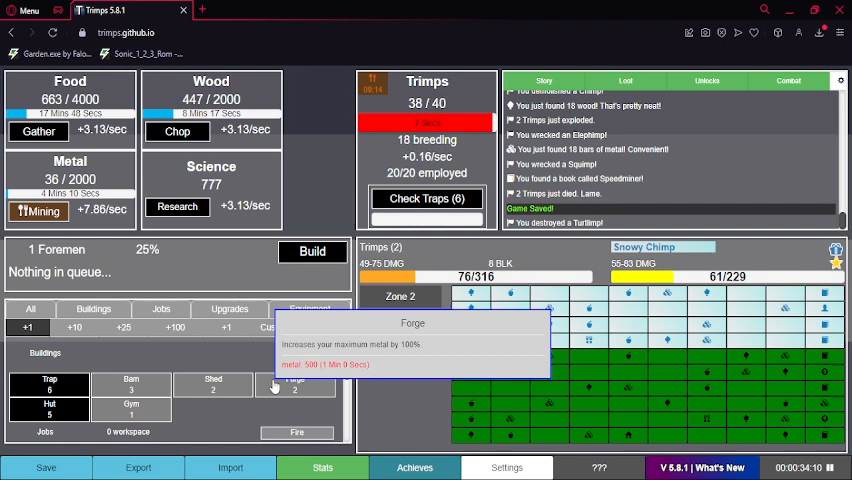 Menu
Trimps 5.8.1
trimps.github.io
Garden.exe by Falo...
Sonic_1_2_3_Rom -...
Food
663 / 4000
17 Mins 48 Secs
Gather
+3.13/sec
Wood
447 / 2000
8 Mins 17 Secs
Chop
+3.13/sec
Metal
36 / 2000
4 Mins 10 Secs
Mining
+7.86/sec
Science
777
Research
+3.13/sec
09:14
Trimps
38 / 40
7 Secs
18 breeding
+0.16/sec
20/20 employed
Check Traps (6)
Story
Loot
Unlocks
Combat
You demolished a Chimp!
You just found 18 wood! That's pretty neat!
2 Trimps just exploded.
You wrecked an Elephimp!
You just found 18 bars of metal! Convenient!
You wrecked a Squimp!
You found a book called Speedminer!
2 Trimps just died. Lame.
Game Saved!
You destroyed a Turtlimp!
1 Foremen
25%
Build
Nothing in queue...
All
Buildings
Jobs
Upgrades
Equipment
+1
+10
+25
+100
+1
Buildings
Trap
6
Barn
3
Shed
2
Forge
2
Hut
5
Gym
1
Jobs
0 workspace
Fire
Forge
Increases your maximum metal by 100%
metal: 500 (1 Min 0 Secs)
Trimps (2)
Snowy Chimp
49-75 DMG
8 BLK
55-83 DMG
76/316
61/229
Zone 2
Save
Export
Import
Stats
Achieves
Settings
???
V 5.8.1 | What's New
00:00:34:10